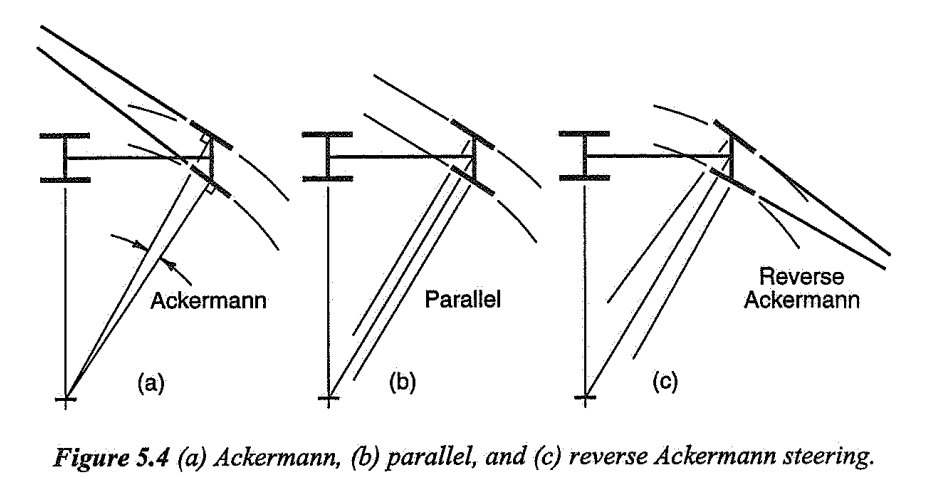 Ackermann
Parallel
Reverse
Ackermann
(a)
(b)
(c)
Figure 5.4 (a) Ackermann, (b) parallel, and (c) reverse Ackermann steering.